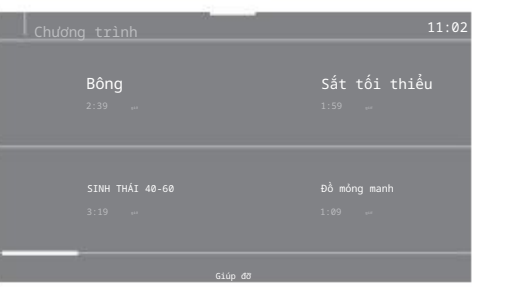 Chương trình 11:02
Bông Sắt tối thiểu
2:39 1:59
SINH THÁI 40-60 Đồ mỏng manh
3:19 1:09
Giúp đỡ